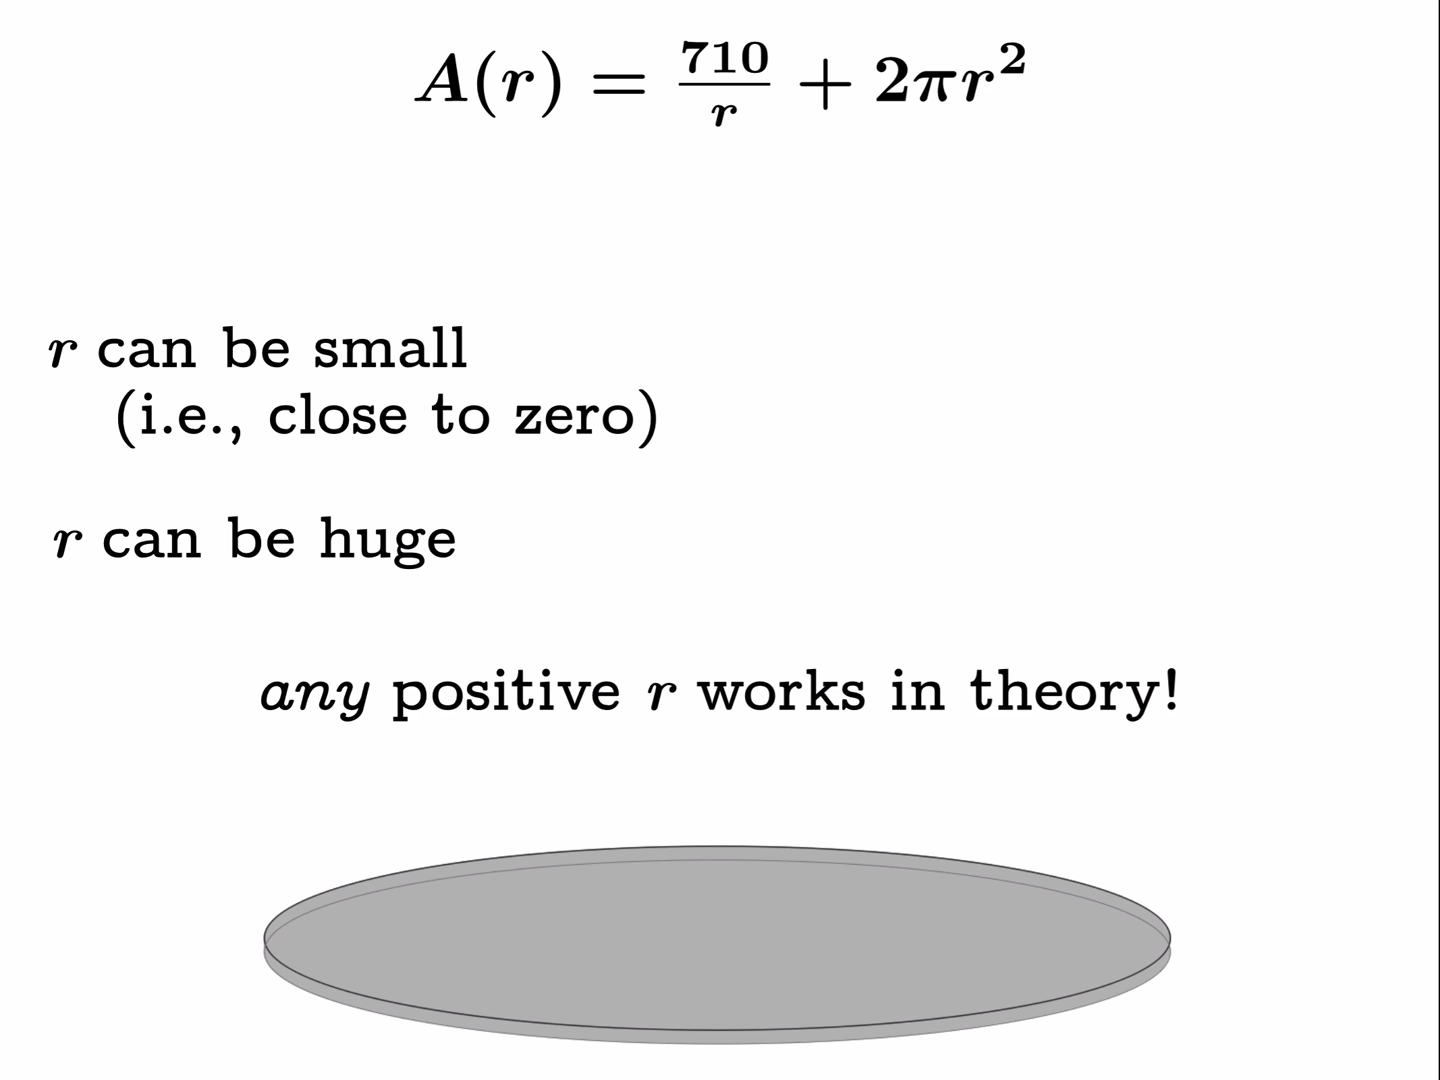 A(r) = 710/r + 2πr²
r can be small
(i.e., close to zero)
r can be huge
any positive r works in theory!